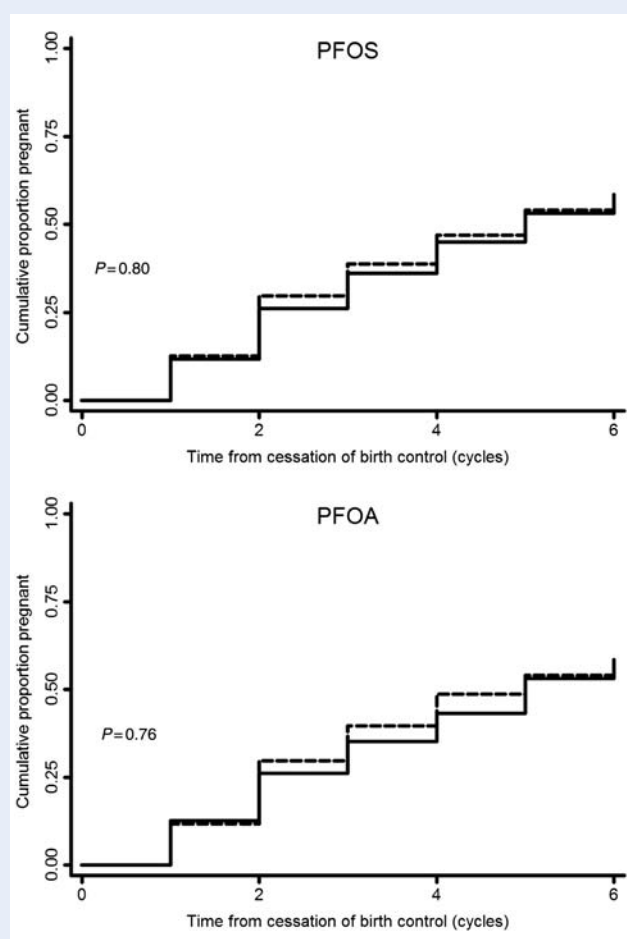 PFOS
1.00
0.75
0.50
0.25
0.00
Cumulative proportion pregnant
P=0.80
0 2 4 6
Time from cessation of birth control (cycles)
PFOA
1.00
0.75
0.50
0.25
0.00
Cumulative proportion pregnant
P=0.76
0 2 4 6
Time from cessation of birth control (cycles)